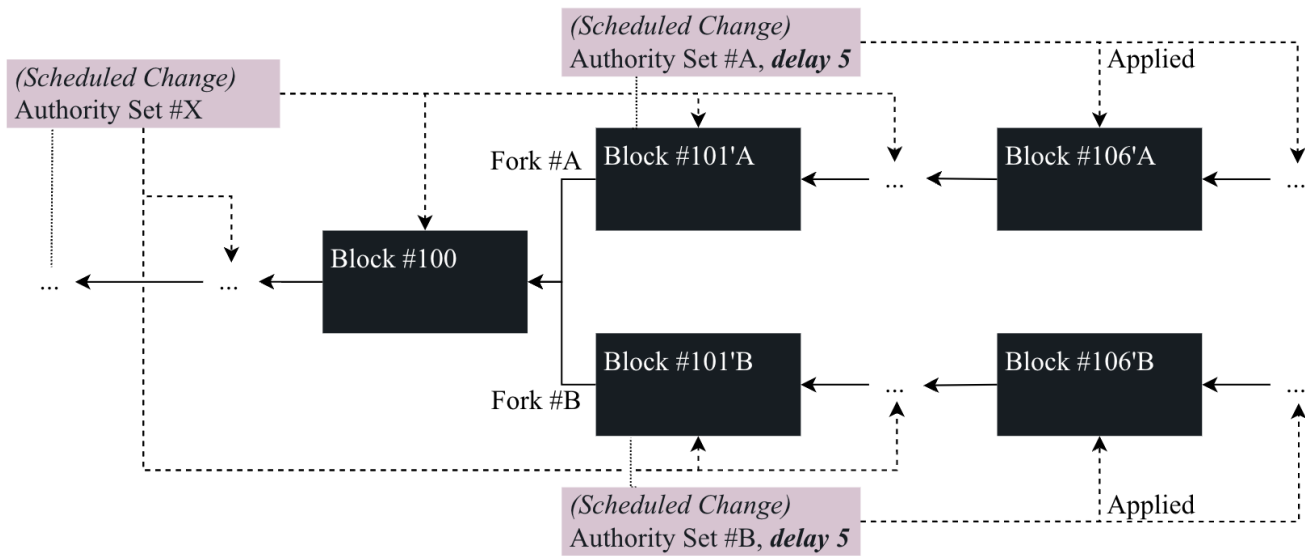 (Scheduled Change)
Authority Set #A, delay 5
(Scheduled Change)
Authority Set #X
Applied
Fork #A
Block #101'A
...
Block #106'A
...
Block #100
...
...
Block #101'B
...
Block #106'B
...
Fork #B
(Scheduled Change)
Authority Set #B, delay 5
Applied